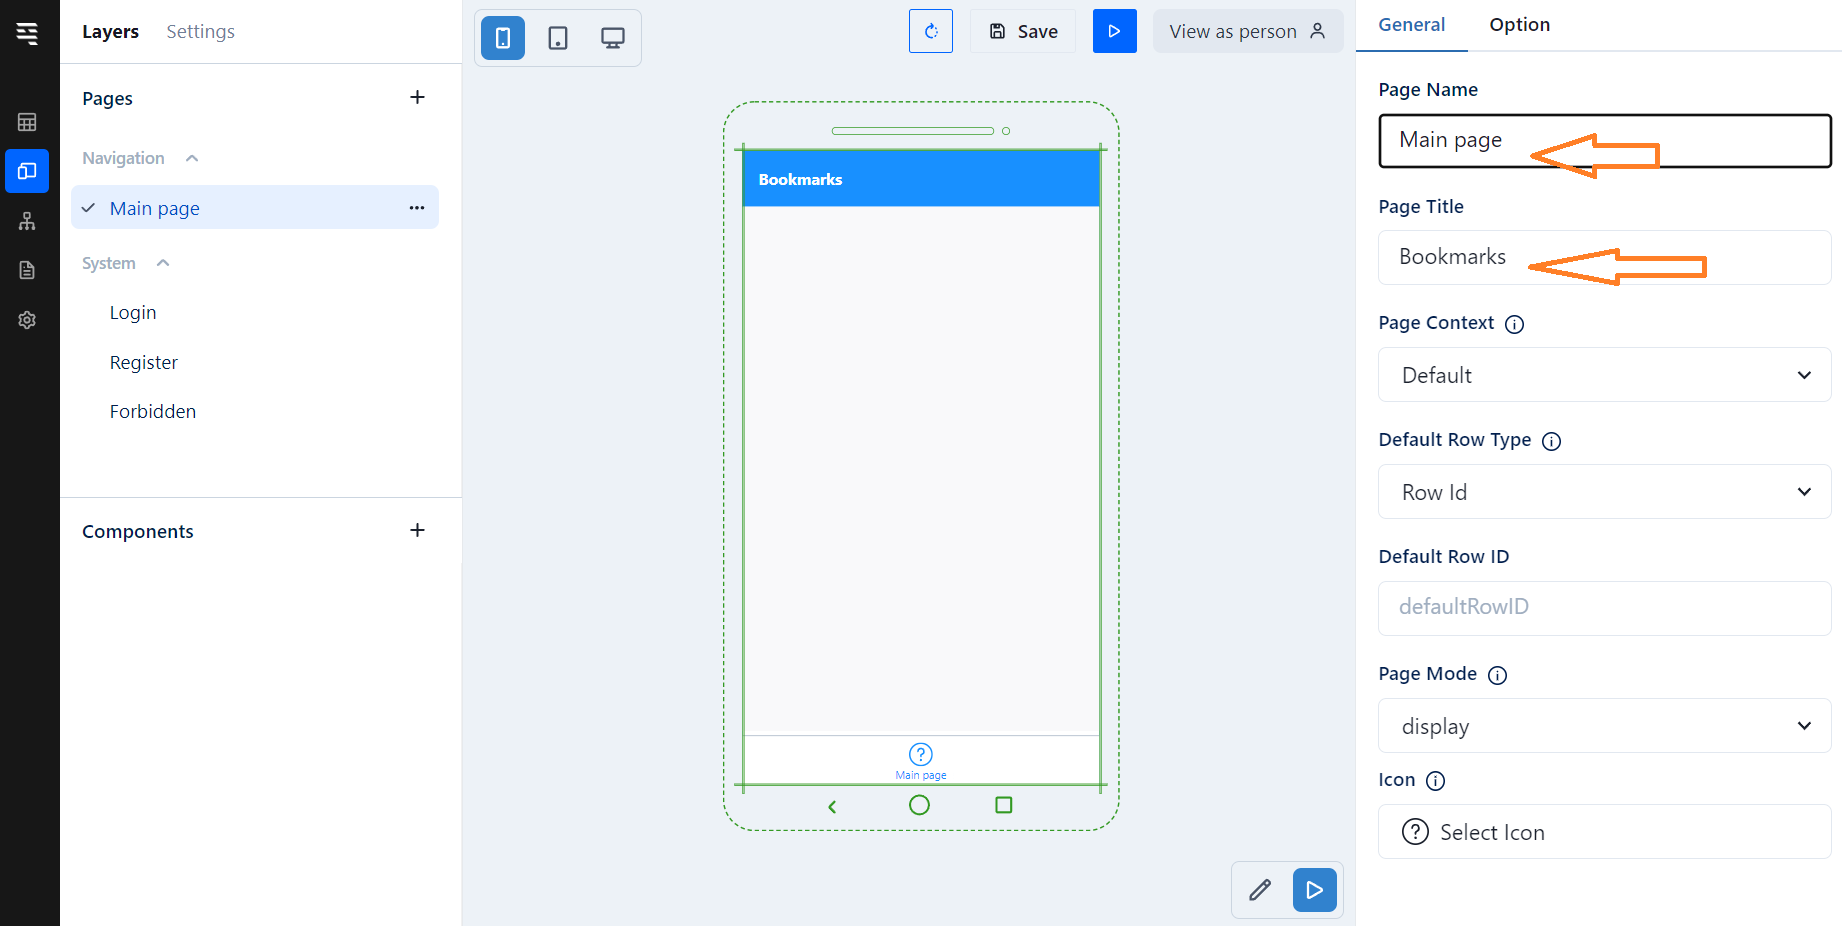 Layers Settings
Pages
Navigation
Main page
System
Login
Register
Forbidden
Components
Save
View as person
Bookmarks
Main page
General Option
Page Name
Main page
Page Title
Bookmarks
Page Context
Default
Default Row Type
Row Id
Default Row ID
defaultRowID
Page Mode
display
Icon
Select Icon